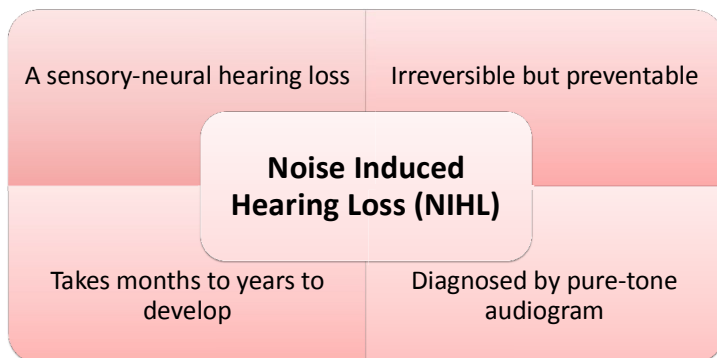 A sensory-neural hearing loss
Irreversible but preventable
Noise Induced
Hearing Loss (NIHL)
Takes months to years to
develop
Diagnosed by pure-tone
audiogram